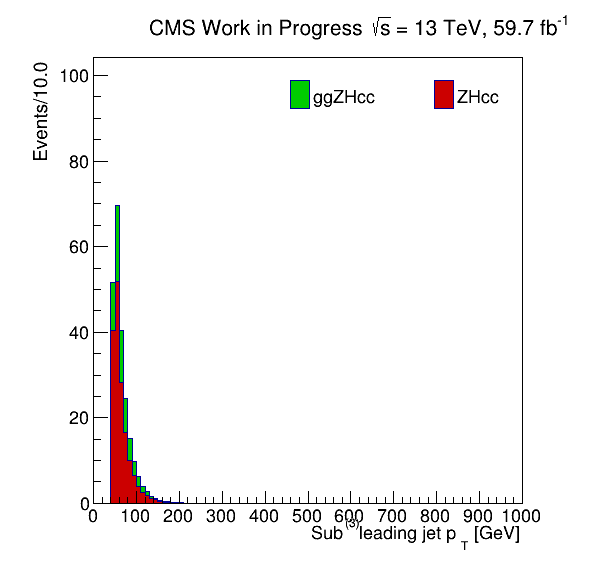 CMS Work in Progress √s = 13 TeV, 59.7 fb⁻¹
Events/10.0
100
80
60
40
20
0
ggZHcc
ZHcc
0 100 200 300 400 500 600 700 800 900 1000
Sub⁽³⁾leading jet p_T [GeV]